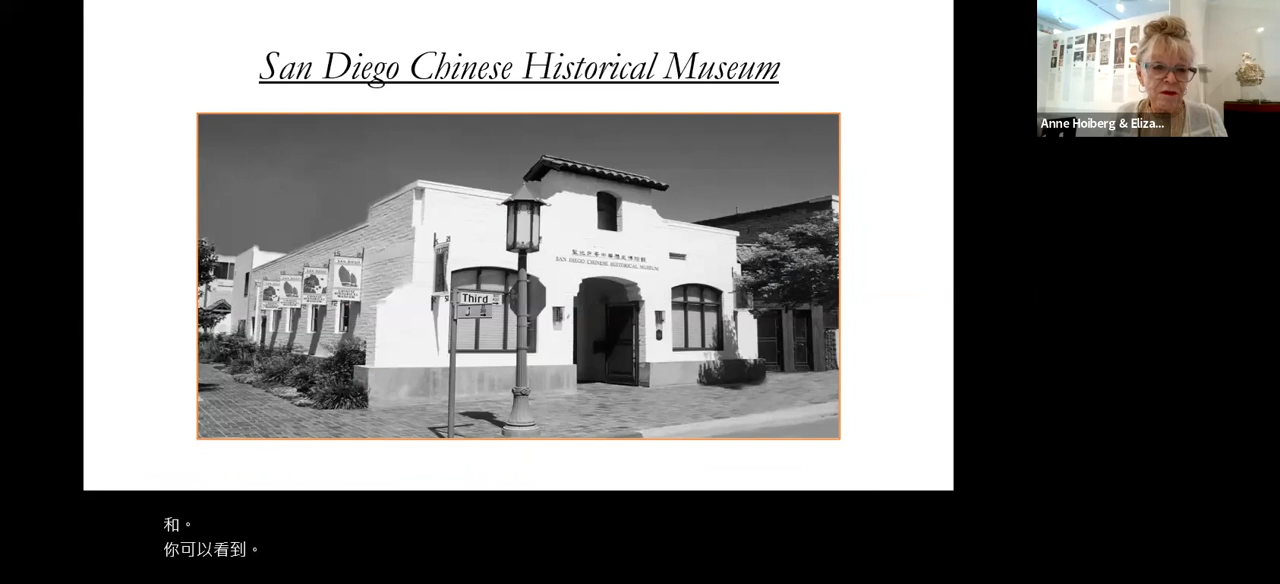 San Diego Chinese Historical Museum
SAN DIEGO CHINESE HISTORICAL MUSEUM
Third
J
Anne Hoiberg & Eliza...
和。
你可以看到。